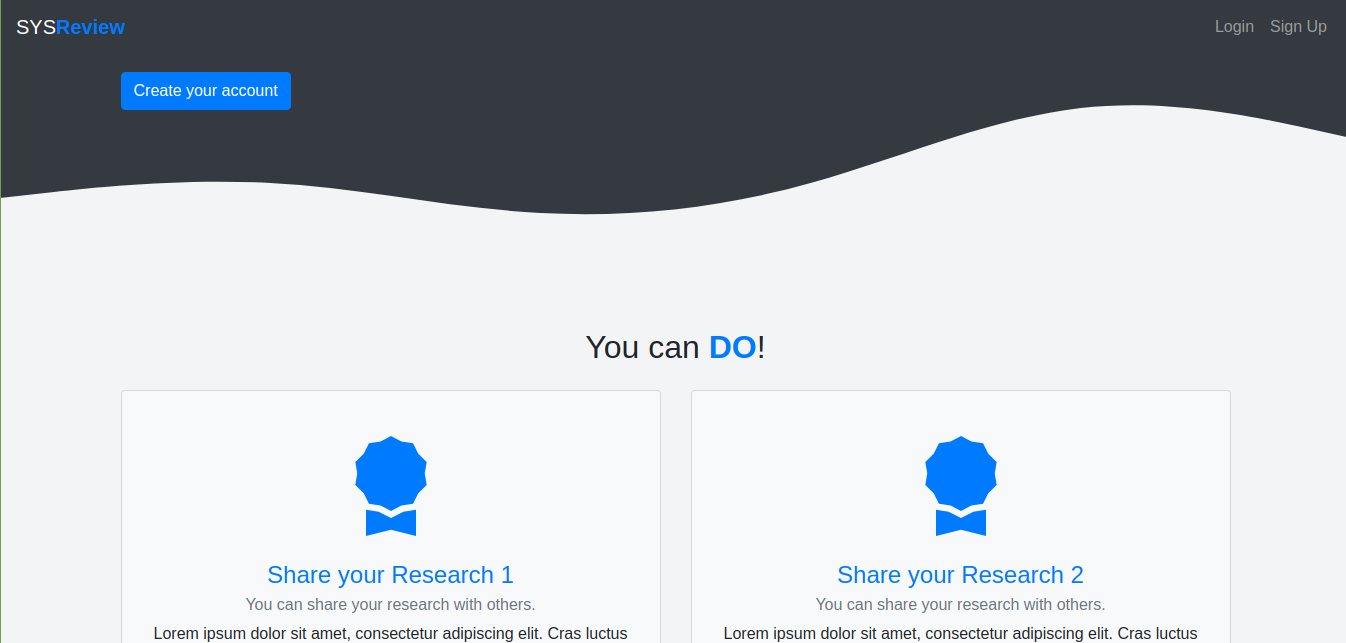 SYSReview
Login
Sign Up
Create your account
You can DO!
Share your Research 1
You can share your research with others.
Lorem ipsum dolor sit amet, consectetur adipiscing elit. Cras luctus
Share your Research 2
You can share your research with others.
Lorem ipsum dolor sit amet, consectetur adipiscing elit. Cras luctus